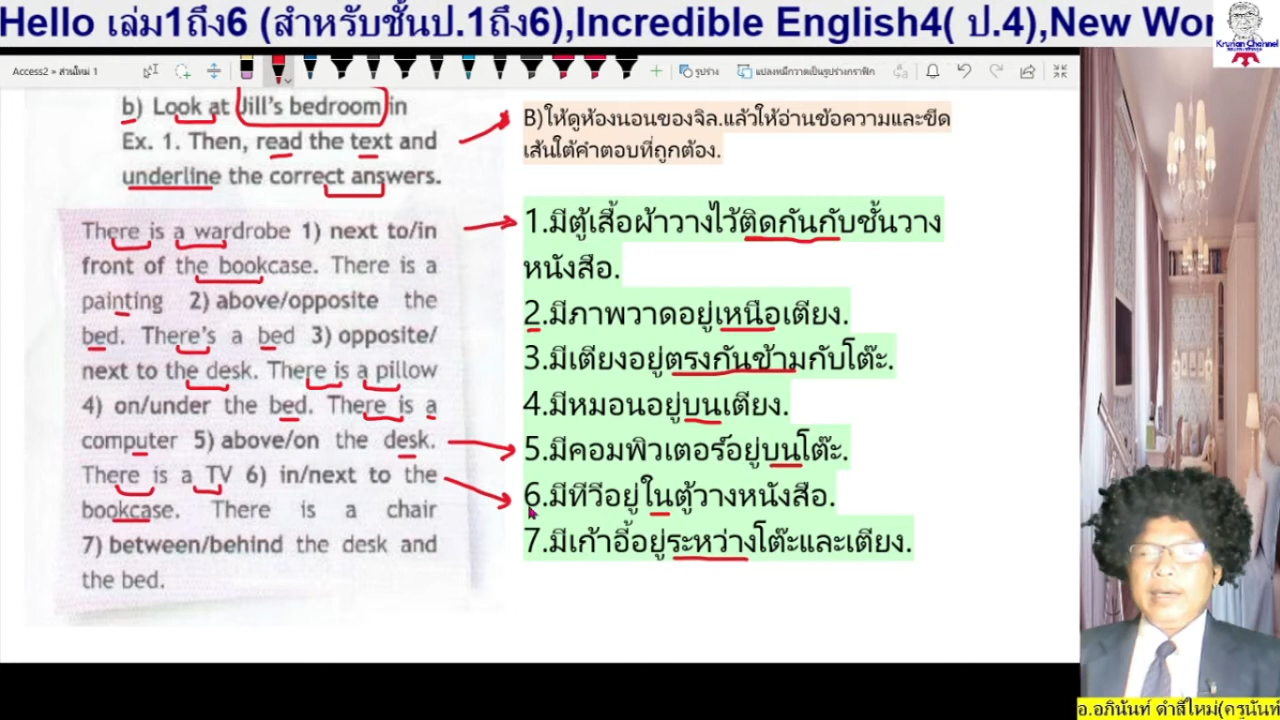 Hello เล่ม1ถึง6 (สำหรับชั้นป.1ถึง6),Incredible English4( ป.4),New Wor
Krunan Channel
Access2 » ส่วนใหม่ 1
รูปร่าง
แปลงหมึกวาดเป็นรูปร่างกราฟิก
b) Look at Jill's bedroom in
Ex. 1. Then, read the text and
underline the correct answers.
There is a wardrobe 1) next to/in
front of the bookcase. There is a
painting 2) above/opposite the
bed. There's a bed 3) opposite/
next to the desk. There is a pillow
4) on/under the bed. There is a
computer 5) above/on the desk.
There is a TV 6) in/next to the
bookcase. There is a chair
7) between/behind the desk and
the bed.
B)ให้ดูห้องนอนของจิล.แล้วให้อ่านข้อความและขีด
เส้นใต้คำตอบที่ถูกต้อง.
1.มีตู้เสื้อผ้าวางไว้ติดกันกับชั้นวาง
หนังสือ.
2.มีภาพวาดอยู่เหนือเตียง.
3.มีเตียงอยู่ตรงกันข้ามกับโต๊ะ.
4.มีหมอนอยู่บนเตียง.
5.มีคอมพิวเตอร์อยู่บนโต๊ะ.
6.มีทีวีอยู่ในตู้วางหนังสือ.
7.มีเก้าอี้อยู่ระหว่างโต๊ะและเตียง.
อ.อภินันท์ ดำสีใหม่(ครูนันท์